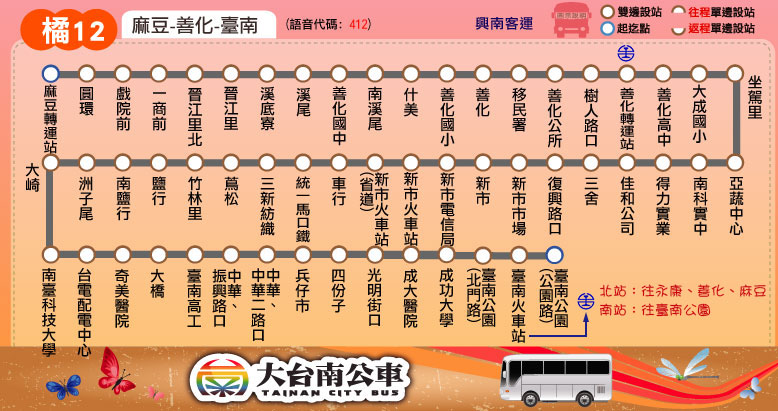 橘12
麻豆-善化-臺南
(語音代碼: 412)
興南客運
雙邊設站
往程單邊設站
起迄點
返程單邊設站
麻豆轉運站
圓環
戲院前
一商前
晉江里北
晉江里
溪底寮
溪尾
善化國中
南溪尾
什美
善化國小
善化
移民署
善化公所
樹人路口
善化轉運站
善化高中
大成國小
坐駕里
亞蔬中心
南科實中
得力實業
佳和公司
三舍
復興路口
新市市場
新市
新市電信局
新市火車站
新市火車站
(省道)
車行
統一馬口鐵
三新紡織
蔦松
竹林里
鹽行
南鹽行
洲子尾
大崎
南臺科技大學
台電配電中心
奇美醫院
大橋
臺南高工
中華、
振興路口
中華、
中華二路口
兵仔市
四份子
光明街口
成大醫院
成功大學
臺南公園
(北門路)
臺南火車站
臺南公園
(公園路)
北站：往永康、善化、麻豆
南站：往臺南公園
大台南公車
TAINAN CITY BUS